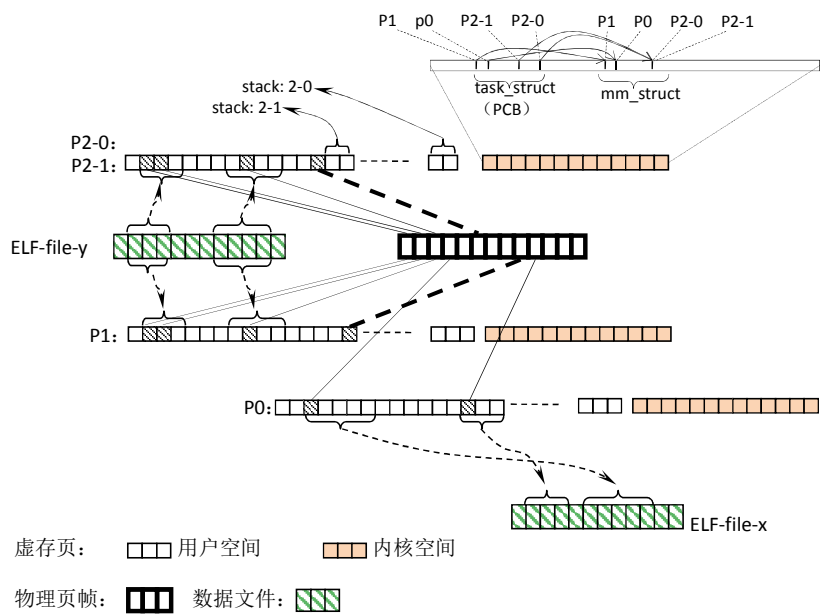 P1 p0 P2-1 P2-0 P1 P0 P2-0 P2-1
task_struct
（PCB）
mm_struct
stack: 2-0
stack: 2-1
P2-0:
P2-1:
ELF-file-y
P1:
P0:
ELF-file-x
虚存页： 用户空间 内核空间
物理页帧： 数据文件：